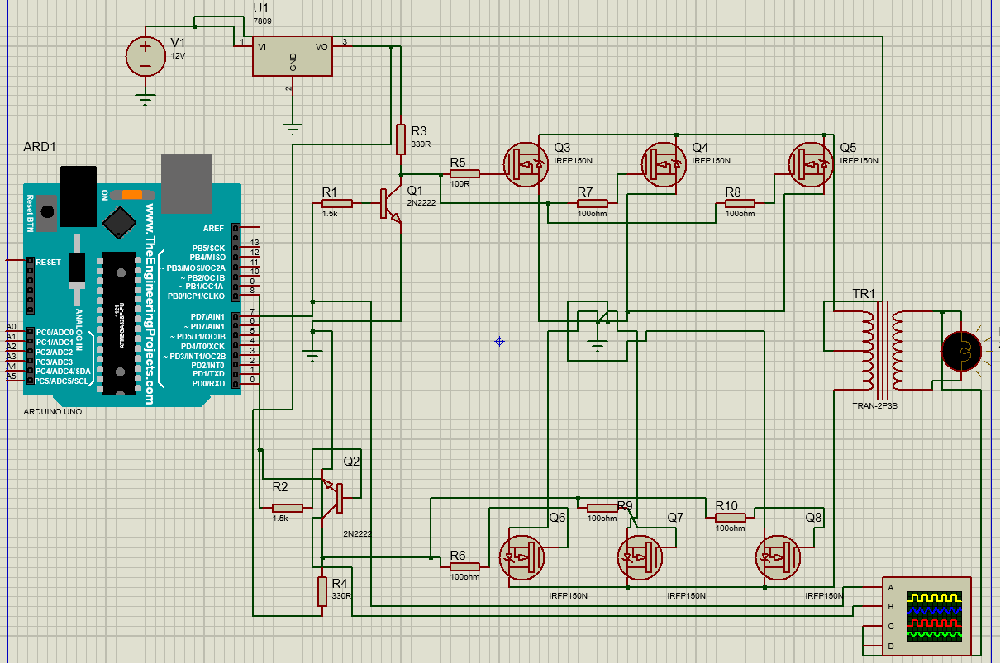 U1
7809
V1
12V
1
VI
VO
3
GND
2
R3
330R
ARD1
Q3
IRFP150N
Q4
IRFP150N
Q5
IRFP150N
R5
100R
R1
1.5k
Q1
2N2222
R7
100ohm
R8
100ohm
Reset BTN
ON
www.TheEngineeringProjects.com
AREF
PB5/SCK
13
PB4/MISO
12
~ PB3/MOSI/OC2A
11
~ PB2/OC1B
10
~ PB1/OC1A
9
PB0/ICP1/CLKO
8
RESET
1121
ATMEGA328P-PU
ANALOG IN
PD7/AIN1
7
~ PD7/AIN1
6
~ PD5/T1/OC0B
5
PD4/T0/XCK
4
~ PD3/INT1/OC2B
3
PD2/INT0
2
PD1/TXD
1
PD0/RXD
0
A0
PC0/ADC0
A1
PC1/ADC1
A2
PC2/ADC2
A3
PC3/ADC3
A4
PC4/ADC4/SDA
A5
PC5/ADC5/SCL
ARDUINO UNO
TR1
TRAN-2P3S
Q2
2N2222
R2
1.5k
R4
330R
R6
100ohm
R9
100ohm
R10
100ohm
Q6
IRFP150N
Q7
IRFP150N
Q8
IRFP150N
A
B
C
D